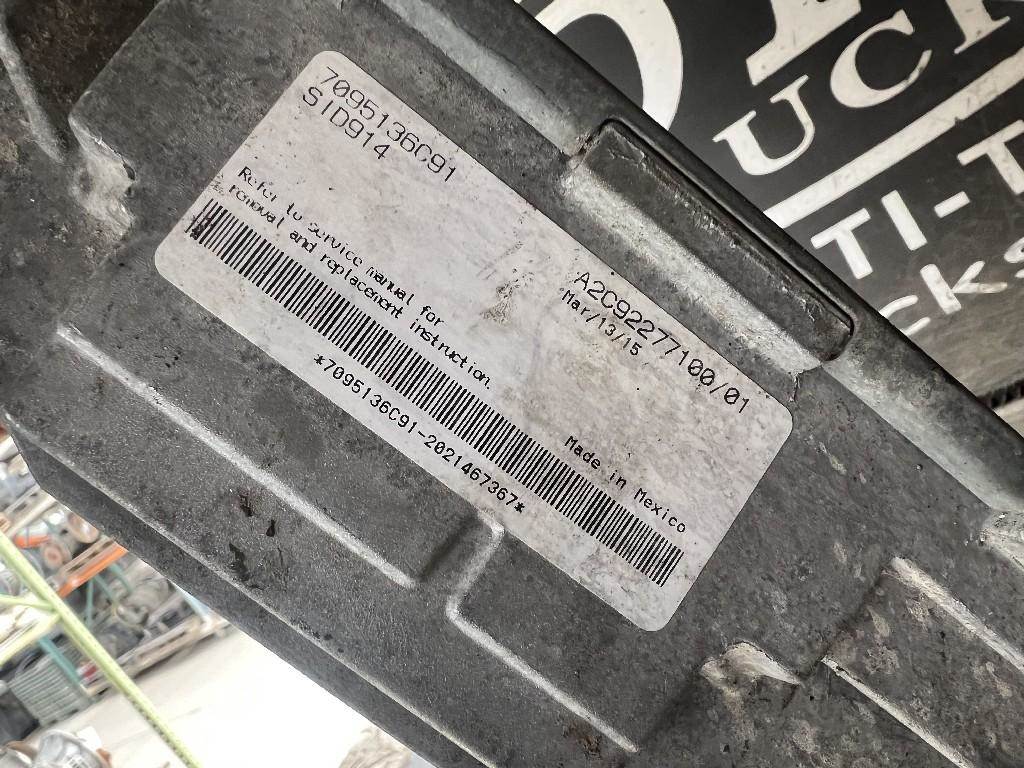 7095136C91
SID914
A2C92277100/01
Mar/13/15
Refer to service manual for
removal and replacement instruction.
Made in Mexico
*7095136C91-2021467367*
UCK
TI-T
CKS